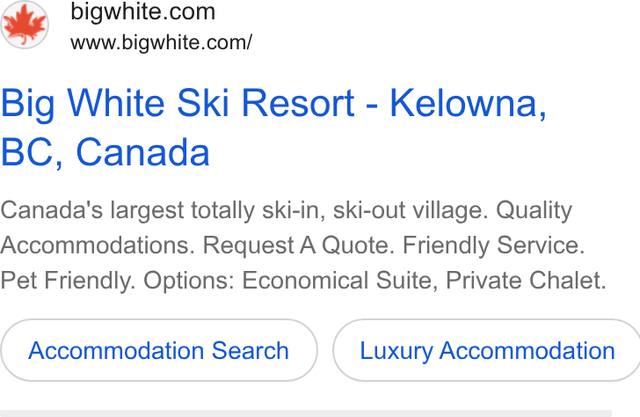 bigwhite.com
www.bigwhite.com/
Big White Ski Resort - Kelowna,
BC, Canada
Canada's largest totally ski-in, ski-out village. Quality
Accommodations. Request A Quote. Friendly Service.
Pet Friendly. Options: Economical Suite, Private Chalet.
Accommodation Search
Luxury Accommodation